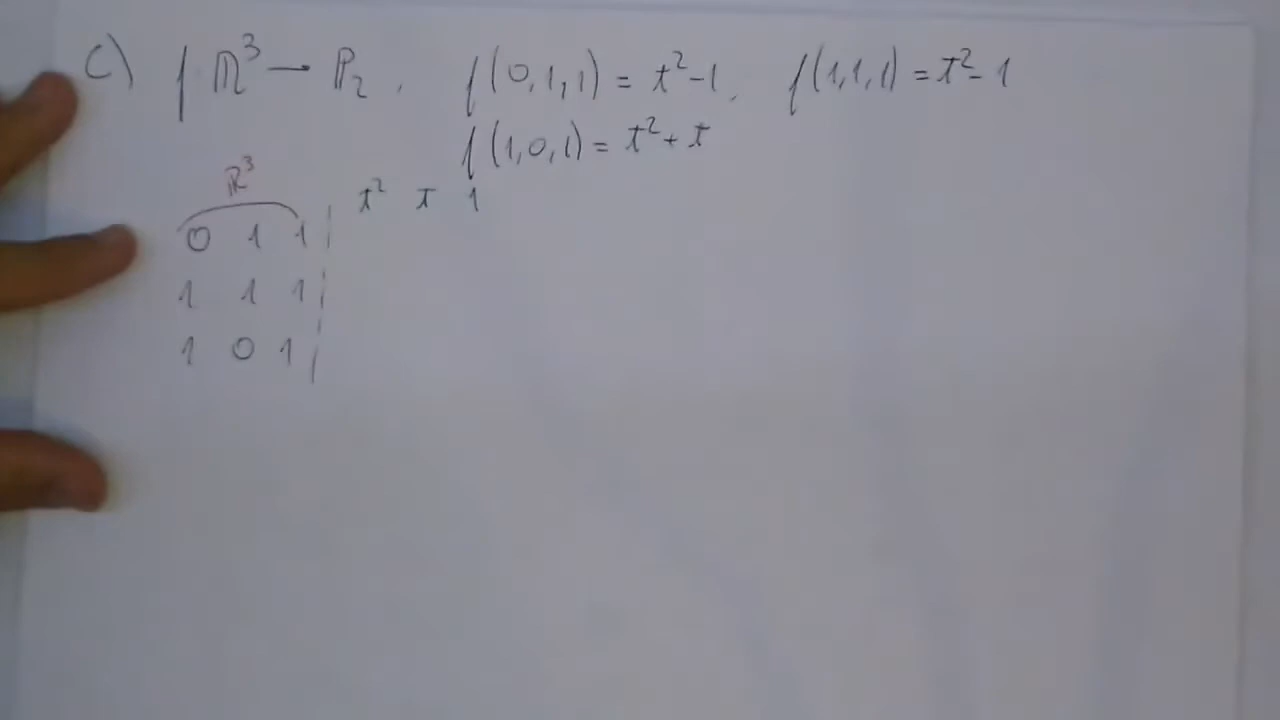 c) f ℝ³ — P₂, f(0,1,1) = t²-1, f(1,1,1) = t²-1
f(1,0,1) = t²+t
ℝ³
t² t 1
0 1 1 |
1 1 1 |
1 0 1 |